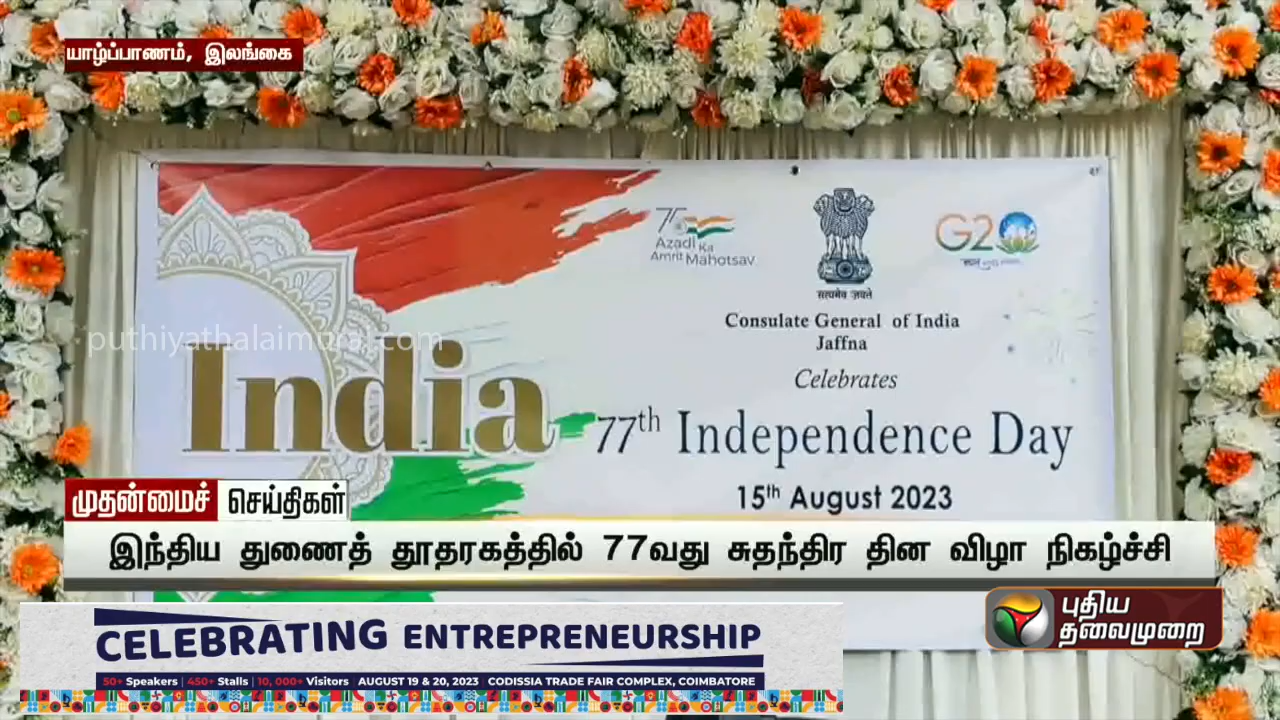 யாழ்ப்பாணம், இலங்கை
75
Azadi Ka
Amrit Mahotsav
सत्यमेव जयते
G20
Consulate General of India
Jaffna
Celebrates
puthiyathalaimurai.com
India
77th Independence Day
15th August 2023
முதன்மைச் செய்திகள்
இந்திய துணைத் தூதரகத்தில் 77வது சுதந்திர தின விழா நிகழ்ச்சி
புதிய
தலைமுறை
CELEBRATING ENTREPRENEURSHIP
50+ Speakers | 450+ Stalls | 10, 000+ Visitors | AUGUST 19 & 20, 2023 | CODISSIA TRADE FAIR COMPLEX, COIMBATORE